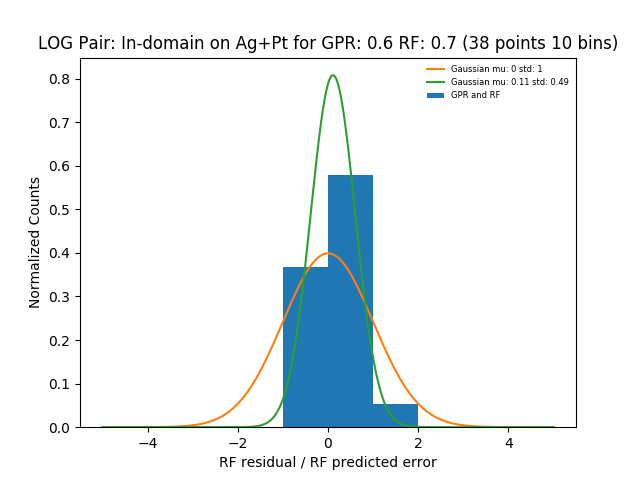 LOG Pair: In-domain on Ag+Pt for GPR: 0.6 RF: 0.7 (38 points 10 bins)
Gaussian mu: 0 std: 1
Gaussian mu: 0.11 std: 0.49
GPR and RF
Normalized Counts
0.8
0.7
0.6
0.5
0.4
0.3
0.2
0.1
0.0
−4
−2
0
2
4
RF residual / RF predicted error